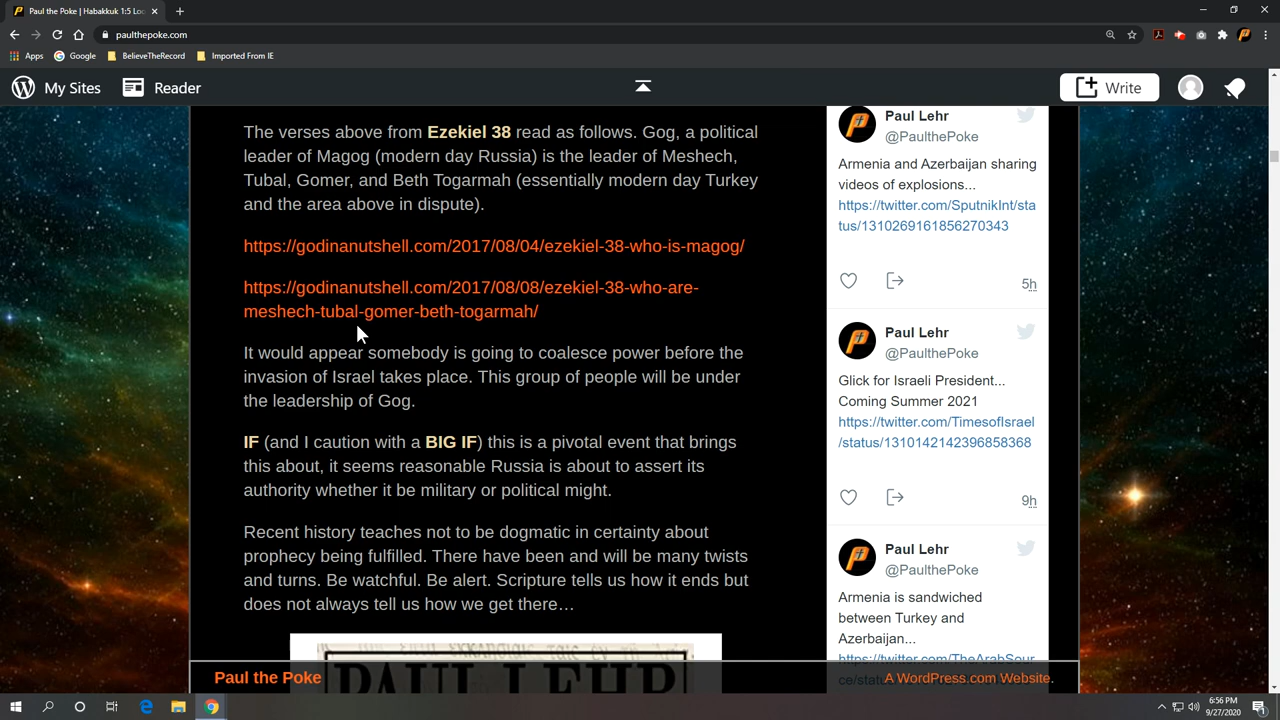 Paul the Poke | Habakkuk 1:5 Loo
paulthepoke.com
Apps
Google
BelieveTheRecord
Imported From IE
My Sites
Reader
Write
The verses above from Ezekiel 38 read as follows. Gog, a political
leader of Magog (modern day Russia) is the leader of Meshech,
Tubal, Gomer, and Beth Togarmah (essentially modern day Turkey
and the area above in dispute).
https://godinanutshell.com/2017/08/04/ezekiel-38-who-is-magog/
https://godinanutshell.com/2017/08/08/ezekiel-38-who-are-
meshech-tubal-gomer-beth-togarmah/
It would appear somebody is going to coalesce power before the
invasion of Israel takes place. This group of people will be under
the leadership of Gog.
IF (and I caution with a BIG IF) this is a pivotal event that brings
this about, it seems reasonable Russia is about to assert its
authority whether it be military or political might.
Recent history teaches not to be dogmatic in certainty about
prophecy being fulfilled. There have been and will be many twists
and turns. Be watchful. Be alert. Scripture tells us how it ends but
does not always tell us how we get there…
PAUL LEHR
Paul Lehr
@PaulthePoke
Armenia and Azerbaijan sharing
videos of explosions...
https://twitter.com/SputnikInt/sta
tus/1310269161856270343
5h
Paul Lehr
@PaulthePoke
Glick for Israeli President...
Coming Summer 2021
https://twitter.com/TimesofIsrael
/status/1310142142396858368
9h
Paul Lehr
@PaulthePoke
Armenia is sandwiched
between Turkey and
Azerbaijan...
https://twitter.com/TheArabSour
ce/status/
Paul the Poke
A WordPress.com Website.
6:56 PM
9/27/2020